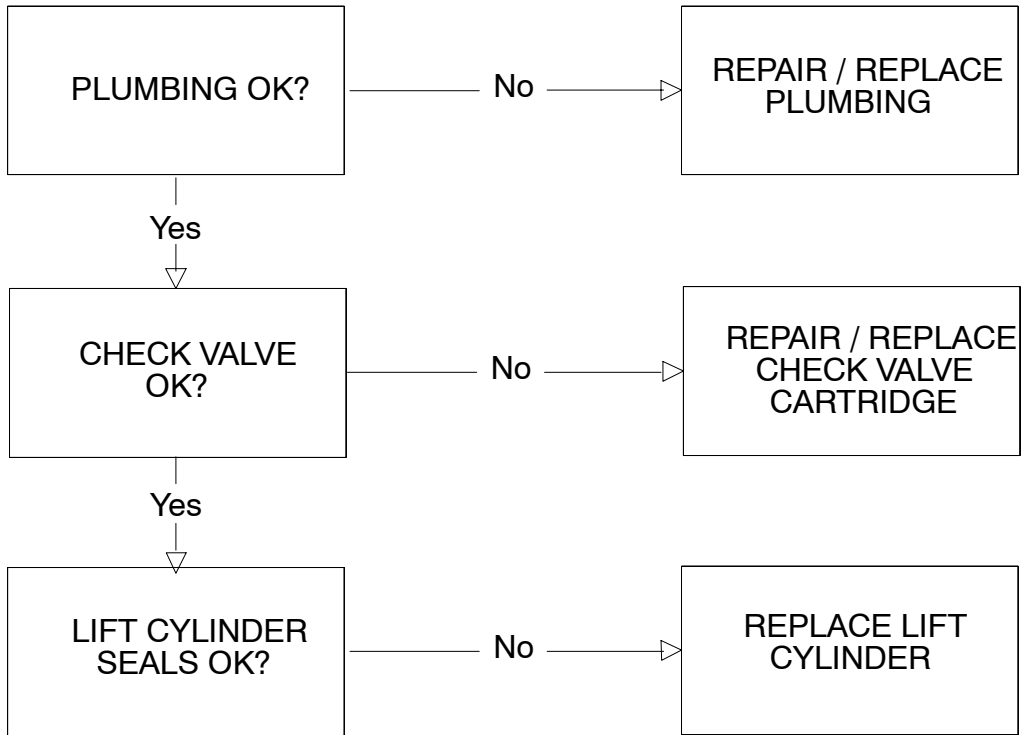 PLUMBING OK?
No
REPAIR / REPLACE
PLUMBING
Yes
CHECK VALVE
OK?
No
REPAIR / REPLACE
CHECK VALVE
CARTRIDGE
Yes
LIFT CYLINDER
SEALS OK?
No
REPLACE LIFT
CYLINDER